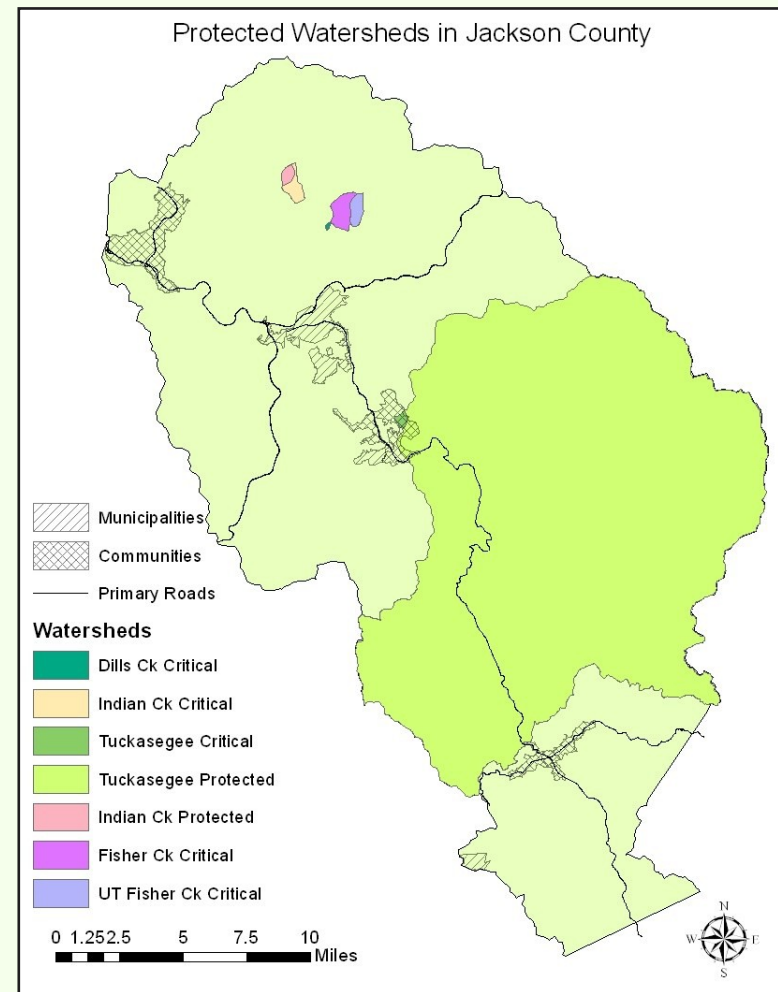 Protected Watersheds in Jackson County
Municipalities
Communities
Primary Roads
Watersheds
Dills Ck Critical
Indian Ck Critical
Tuckasegee Critical
Tuckasegee Protected
Indian Ck Protected
Fisher Ck Critical
UT Fisher Ck Critical
0 1.252.5 5 7.5 10
Miles
N
W E
S